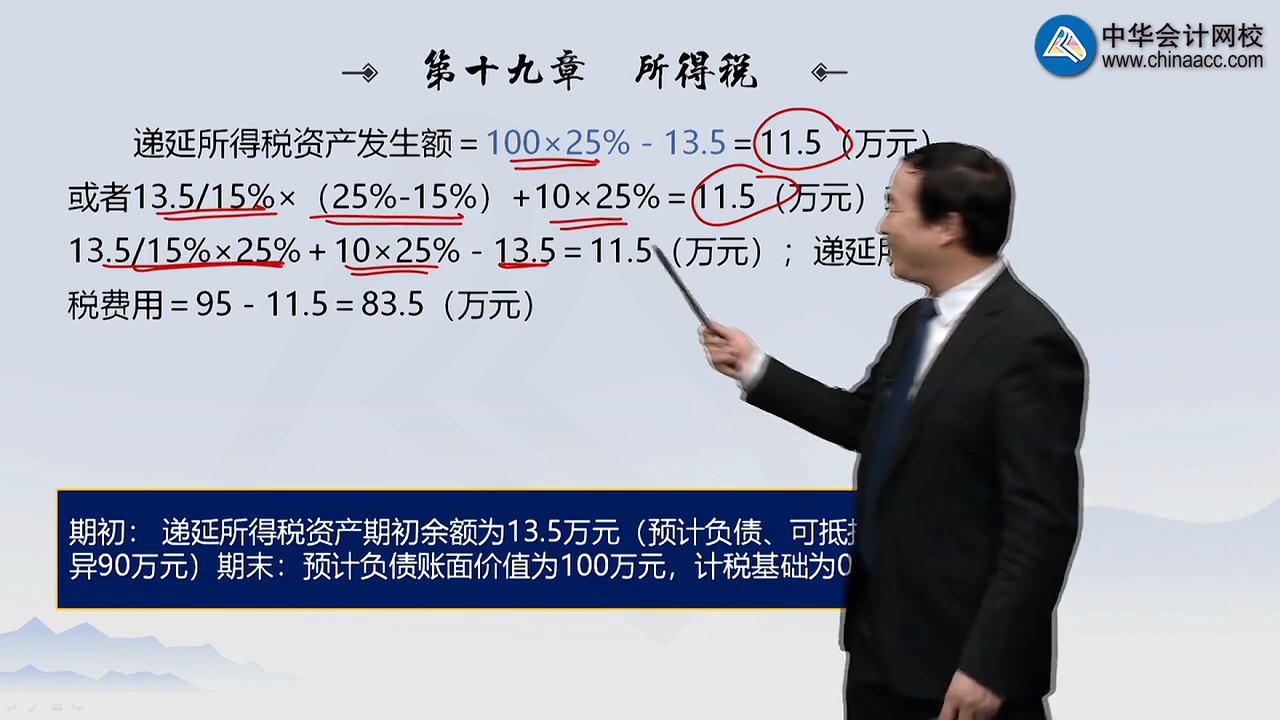 中华会计网校
www.chinaacc.com
第十九章 所得税
递延所得税资产发生额＝100×25%－13.5＝11.5（万元）
或者13.5/15%×（25%-15%）+10×25%＝11.5（万元）
13.5/15%×25%＋10×25%－13.5＝11.5（万元）；递延
税费用＝95－11.5＝83.5（万元）
期初： 递延所得税资产期初余额为13.5万元（预计负债、可抵
异90万元）期末：预计负债账面价值为100万元，计税基础为0